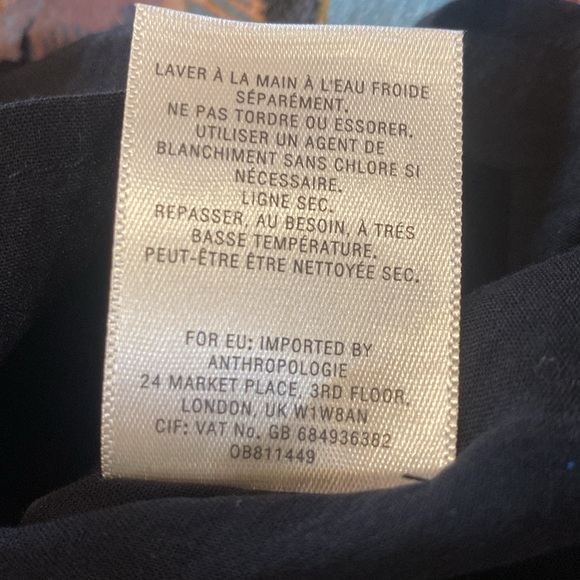 LAVER À LA MAIN À L'EAU FROIDE
SÉPARÉMENT.
NE PAS TORDRE OU ESSORER.
UTILISER UN AGENT DE
BLANCHIMENT SANS CHLORE SI
NÉCESSAIRE.
LIGNE SEC.
REPASSER, AU BESOIN, À TRÉS
BASSE TEMPÉRATURE.
PEUT-ÊTRE ÊTRE NETTOYÉE SEC.
FOR EU: IMPORTED BY
ANTHROPOLOGIE
24 MARKET PLACE, 3RD FLOOR,
LONDON, UK W1W8AN
CIF: VAT No. GB 684936382
OB811449